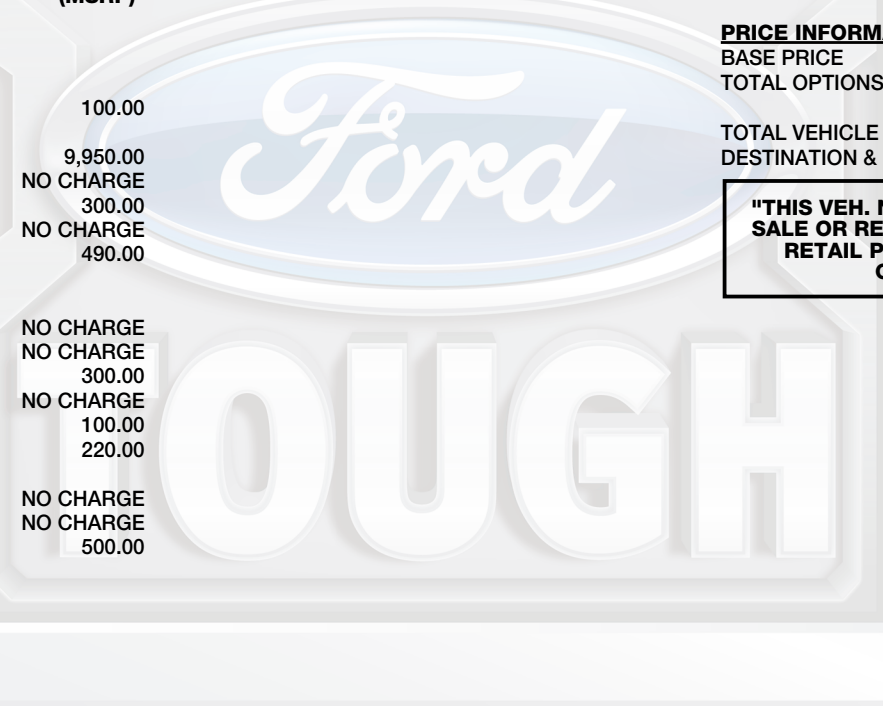 (MSRP)
100.00
9,950.00
NO CHARGE
300.00
NO CHARGE
490.00
NO CHARGE
NO CHARGE
300.00
NO CHARGE
100.00
220.00
NO CHARGE
NO CHARGE
500.00
PRICE INFORMA
BASE PRICE
TOTAL OPTIONS
TOTAL VEHICLE
DESTINATION &
"THIS VEH.
SALE OR RE
RETAIL P
Ford
TOUGH